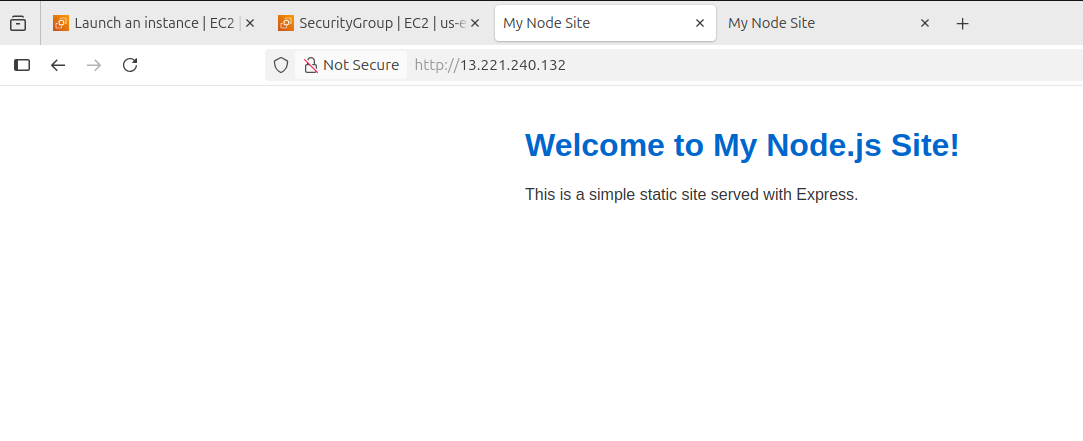 Launch an instance | EC2 |
SecurityGroup | EC2 | us-e
My Node Site
My Node Site
Not Secure
http://13.221.240.132
Welcome to My Node.js Site!
This is a simple static site served with Express.